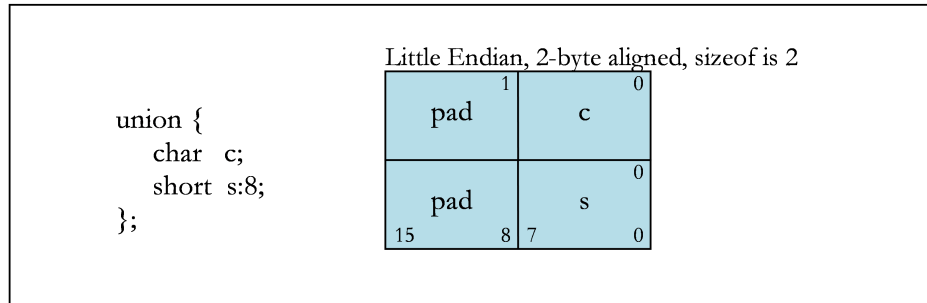 Little Endian, 2-byte aligned, sizeof is 2
union {
char c;
short s:8;
};
1 0
pad c
0
pad s
15 8 7 0